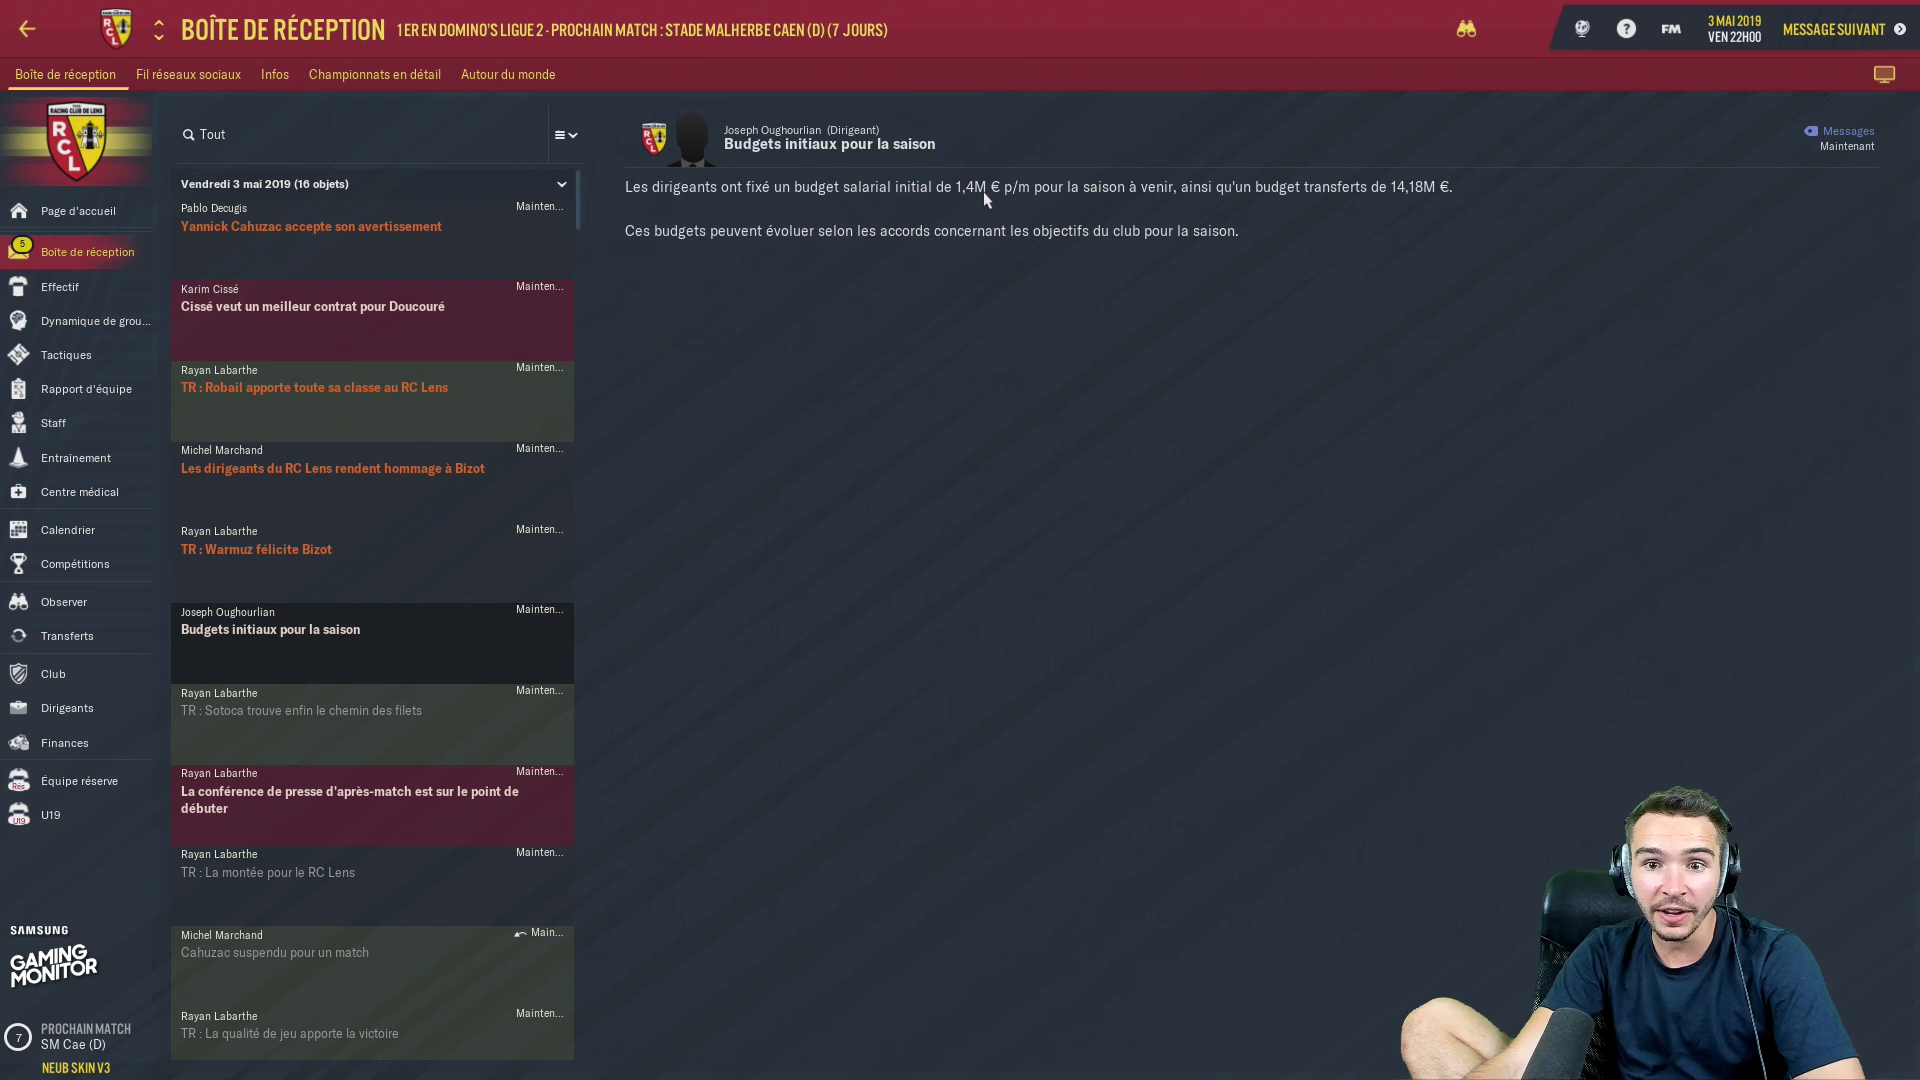 BOÎTE DE RÉCEPTION
1ER EN DOMINO'S LIGUE 2 - PROCHAIN MATCH : STADE MALHERBE CAEN (D) (7 JOURS)
FM
3 MAI 2019
VEN 22H00
MESSAGE SUIVANT
Boîte de réception
Fil réseaux sociaux
Infos
Championnats en détail
Autour du monde
RACING CLUB DE LENS
RCL
Page d'accueil
5
Boîte de réception
Effectif
Dynamique de grou...
Tactiques
Rapport d'équipe
Staff
Entraînement
Centre médical
Calendrier
Compétitions
Observer
Transferts
Club
Dirigeants
Finances
Rés
Équipe réserve
U19
U19
SAMSUNG
GAMING
MONITOR
7
PROCHAIN MATCH
SM Cae (D)
NEUB SKIN V3
Tout
Vendredi 3 mai 2019 (16 objets)
Pablo Decugis
Mainten...
Yannick Cahuzac accepte son avertissement
Karim Cissé
Mainten...
Cissé veut un meilleur contrat pour Doucouré
Rayan Labarthe
Mainten...
TR : Robail apporte toute sa classe au RC Lens
Michel Marchand
Mainten...
Les dirigeants du RC Lens rendent hommage à Bizot
Rayan Labarthe
Mainten...
TR : Warmuz félicite Bizot
Joseph Oughourlian
Mainten...
Budgets initiaux pour la saison
Rayan Labarthe
Mainten...
TR : Sotoca trouve enfin le chemin des filets
Rayan Labarthe
Mainten...
La conférence de presse d'après-match est sur le point de
débuter
Rayan Labarthe
Mainten...
TR : La montée pour le RC Lens
Michel Marchand
Main...
Cahuzac suspendu pour un match
Rayan Labarthe
Mainten...
TR : La qualité de jeu apporte la victoire
Joseph Oughourlian (Dirigeant)
Budgets initiaux pour la saison
Messages
Maintenant
Les dirigeants ont fixé un budget salarial initial de 1,4M € p/m pour la saison à venir, ainsi qu'un budget transferts de 14,18M €.
Ces budgets peuvent évoluer selon les accords concernant les objectifs du club pour la saison.